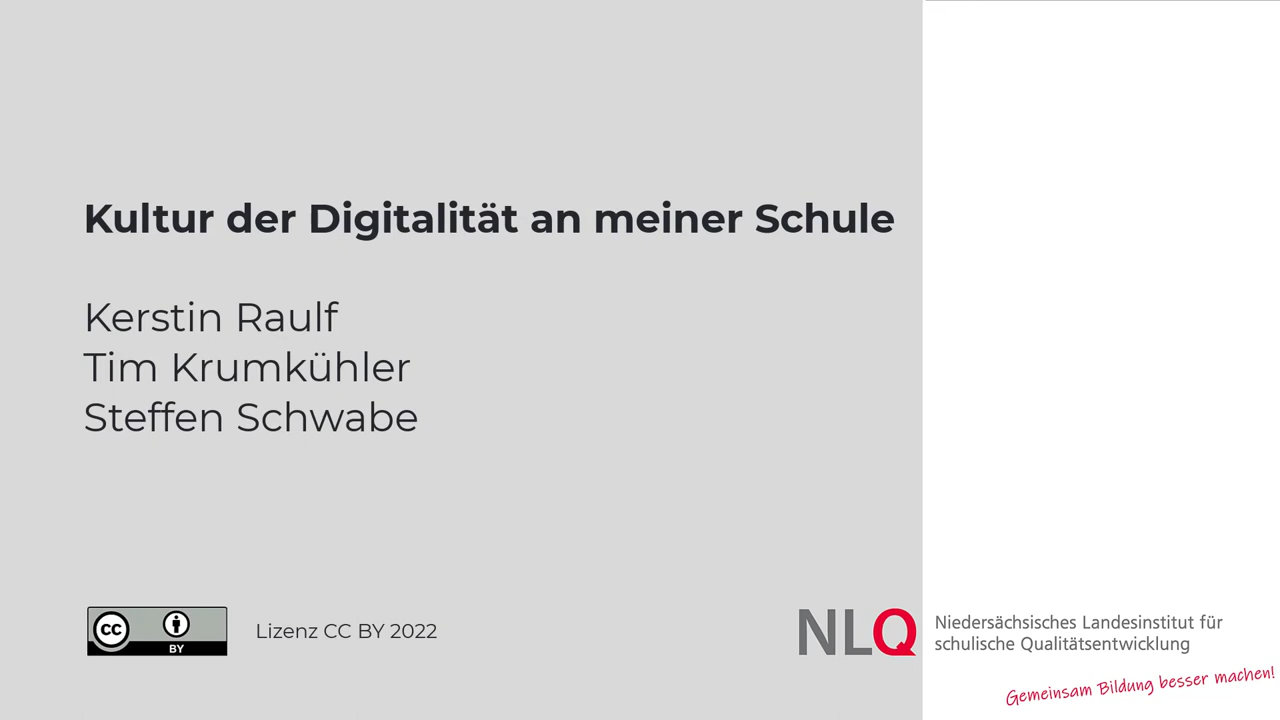 Kultur der Digitalität an meiner Schule
Kerstin Raulf
Tim Krumkühler
Steffen Schwabe
cc
BY
Lizenz CC BY 2022
NLQ
Niedersächsisches Landesinstitut für
schulische Qualitätsentwicklung
Gemeinsam Bildung besser machen!